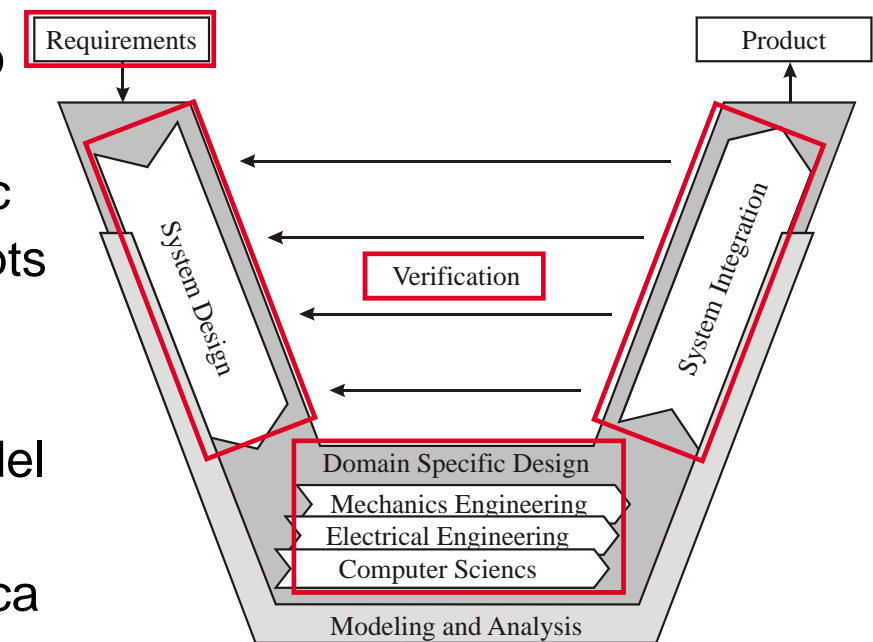 Requirements
Product
System Design
Verification
System Integration
Domain Specific Design
Mechanics Engineering
Electrical Engineering
Computer Sciencs
Modeling and Analysis